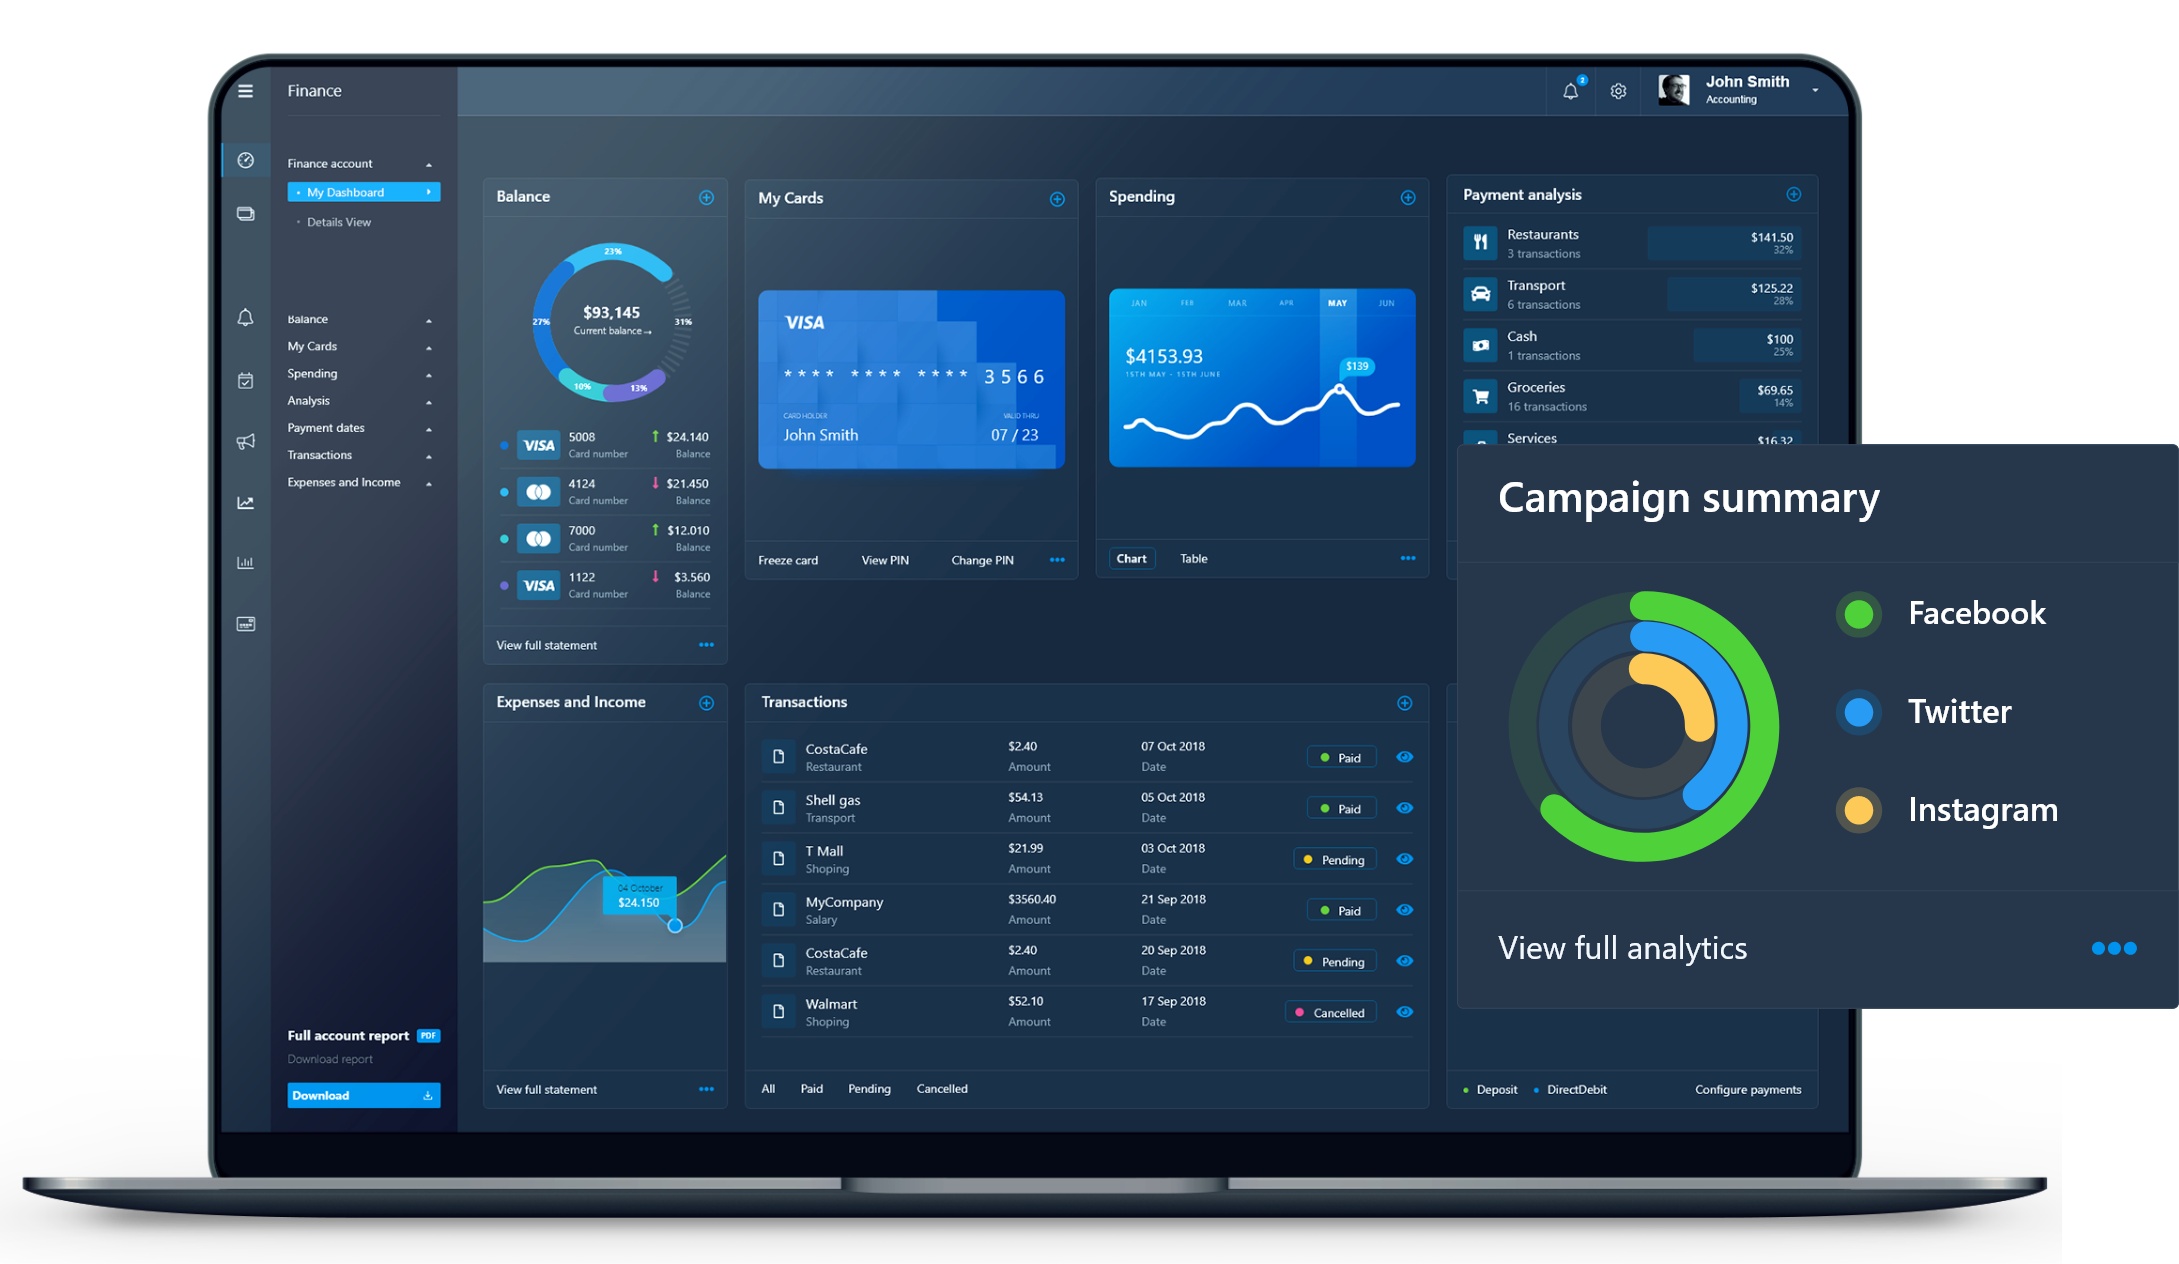 Finance
2
John Smith
Accounting
Finance account
My Dashboard
Details View
Balance
My Cards
Spending
Analysis
Payment dates
Transactions
Expenses and Income
Full account report PDF
Download report
Download
Balance
23%
27%
31%
10%
13%
$93,145
Current balance→
VISA 5008 $24.140
Card number Balance
4124 $21.450
Card number Balance
7000 $12.010
Card number Balance
VISA 1122 $3.560
Card number Balance
View full statement
My Cards
VISA
**** **** **** 3566
CARD HOLDER VALID THRU
John Smith 07 / 23
Freeze card View PIN Change PIN
Spending
JAN FEB MAR APR MAY JUN
$4153.93
15TH MAY - 15TH JUNE
$139
Chart Table
Payment analysis
Restaurants $141.50
3 transactions 32%
Transport $125.22
6 transactions 28%
Cash $100
1 transactions 25%
Groceries $69.65
16 transactions 14%
Services $16.32
Campaign summary
Facebook
Twitter
Instagram
View full analytics
Expenses and Income
04 October
$24.150
View full statement
Transactions
CostaCafe $2.40 07 Oct 2018 Paid
Restaurant Amount Date
Shell gas $54.13 05 Oct 2018 Paid
Transport Amount Date
T Mall $21.99 03 Oct 2018 Pending
Shoping Amount Date
MyCompany $3560.40 21 Sep 2018 Paid
Salary Amount Date
CostaCafe $2.40 20 Sep 2018 Pending
Restaurant Amount Date
Walmart $52.10 17 Sep 2018 Cancelled
Shoping Amount Date
All Paid Pending Cancelled
Deposit DirectDebit Configure payments